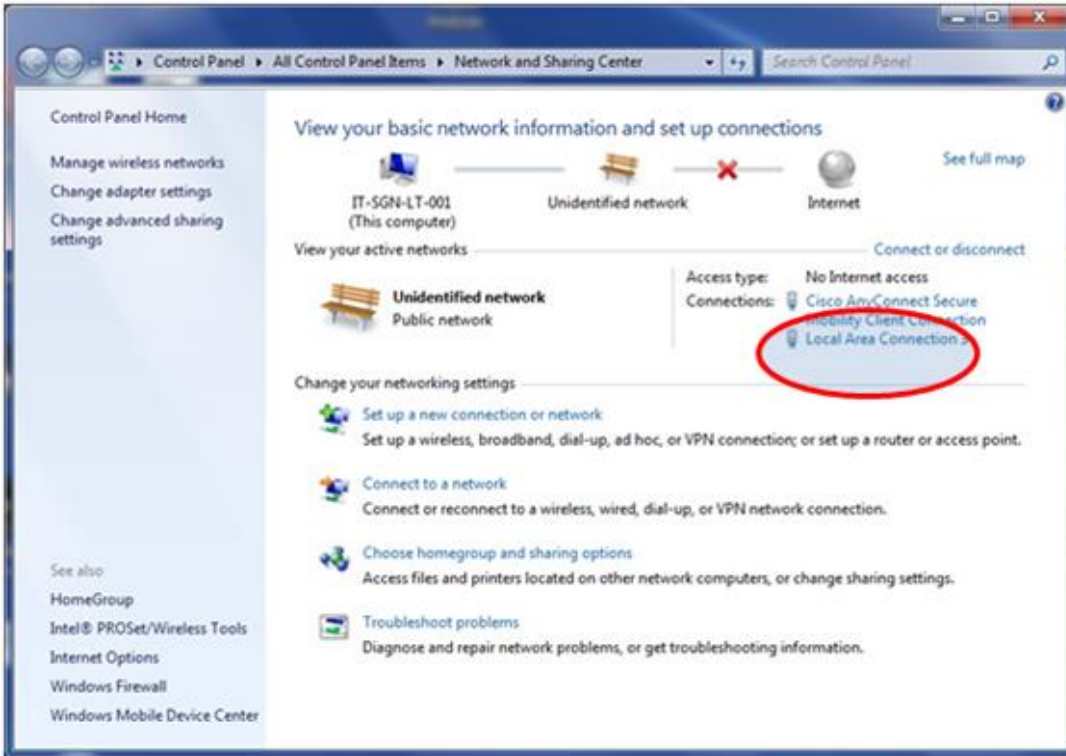 Control Panel ▸ All Control Panel Items ▸ Network and Sharing Center
Search Control Panel
Control Panel Home
Manage wireless networks
Change adapter settings
Change advanced sharing
settings
See also
HomeGroup
Intel® PROSet/Wireless Tools
Internet Options
Windows Firewall
Windows Mobile Device Center
View your basic network information and set up connections
See full map
IT-SGN-LT-001
(This computer)
Unidentified network
Internet
View your active networks
Connect or disconnect
Unidentified network
Public network
Access type: No Internet access
Connections: Cisco AnyConnect Secure
Mobility Client Connection
Local Area Connection
Change your networking settings
Set up a new connection or network
Set up a wireless, broadband, dial-up, ad hoc, or VPN connection; or set up a router or access point.
Connect to a network
Connect or reconnect to a wireless, wired, dial-up, or VPN network connection.
Choose homegroup and sharing options
Access files and printers located on other network computers, or change sharing settings.
Troubleshoot problems
Diagnose and repair network problems, or get troubleshooting information.